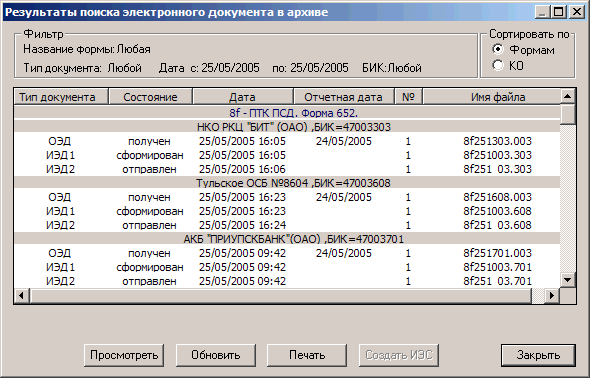 Результаты поиска электронного документа в архиве
Фильтр
Название формы: Любая
Тип документа: Любой Дата с: 25/05/2005 по: 25/05/2005 БИК:Любой
Сортировать по
Формам
КО
Тип документа Состояние Дата Отчетная дата № Имя файла
8f - ПТК ПСД. Форма 652.
НКО РКЦ "БИТ" (ОАО) ,БИК=47003303
ОЭД получен 25/05/2005 16:05 24/05/2005 1 8f251303.003
ИЭД1 сформирован 25/05/2005 16:05 1 8f251003.303
ИЭД2 отправлен 25/05/2005 16:06 1 8f251 03.303
Тульское ОСБ №8604 ,БИК=47003608
ОЭД получен 25/05/2005 16:23 24/05/2005 1 8f251608.003
ИЭД1 сформирован 25/05/2005 16:23 1 8f251003.608
ИЭД2 отправлен 25/05/2005 16:24 1 8f251 03.608
АКБ "ПРИУПСКБАНК"(ОАО) ,БИК=47003701
ОЭД получен 25/05/2005 09:42 24/05/2005 1 8f251701.003
ИЭД1 сформирован 25/05/2005 09:42 1 8f251003.701
ИЭД2 отправлен 25/05/2005 09:42 1 8f251 03.701
Просмотреть Обновить Печать Создать ИЭС Закрыть